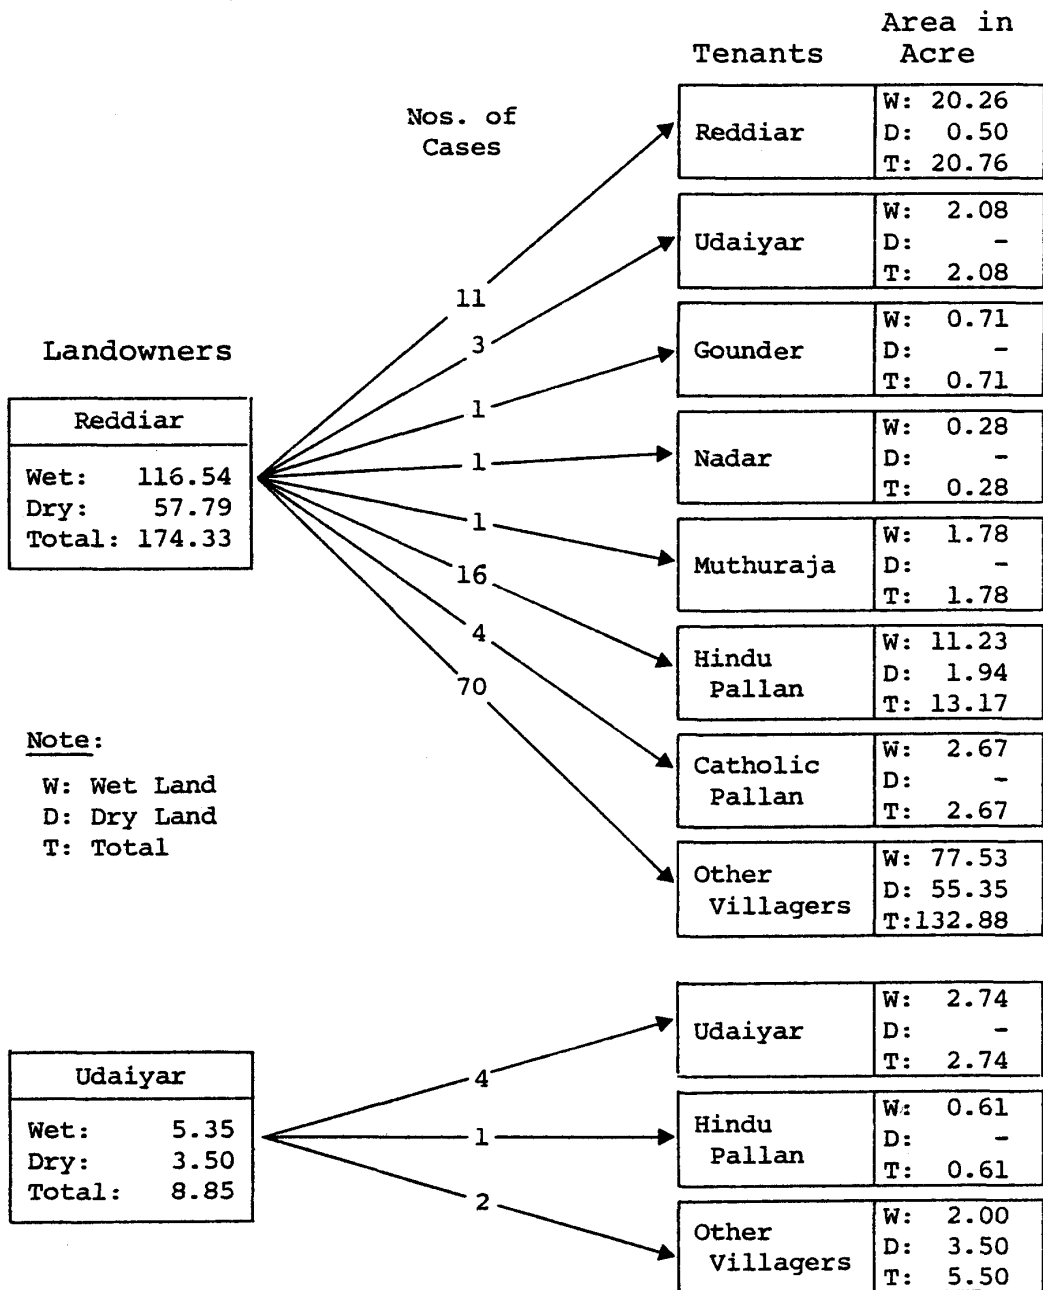 Tenants
Area in
Acre
Nos. of
Cases
Reddiar
W: 20.26
D: 0.50
T: 20.76
Udaiyar
W: 2.08
D: -
T: 2.08
11
3
Gounder
W: 0.71
D: -
T: 0.71
Landowners
Reddiar
Wet: 116.54
Dry: 57.79
Total: 174.33
1
Nadar
W: 0.28
D: -
T: 0.28
1
1
Muthuraja
W: 1.78
D: -
T: 1.78
16
4
70
Hindu
Pallan
W: 11.23
D: 1.94
T: 13.17
Note:
W: Wet Land
D: Dry Land
T: Total
Catholic
Pallan
W: 2.67
D: -
T: 2.67
Other
Villagers
W: 77.53
D: 55.35
T:132.88
Udaiyar
W: 2.74
D: -
T: 2.74
Udaiyar
Wet: 5.35
Dry: 3.50
Total: 8.85
4
1
2
Hindu
Pallan
W: 0.61
D: -
T: 0.61
Other
Villagers
W: 2.00
D: 3.50
T: 5.50